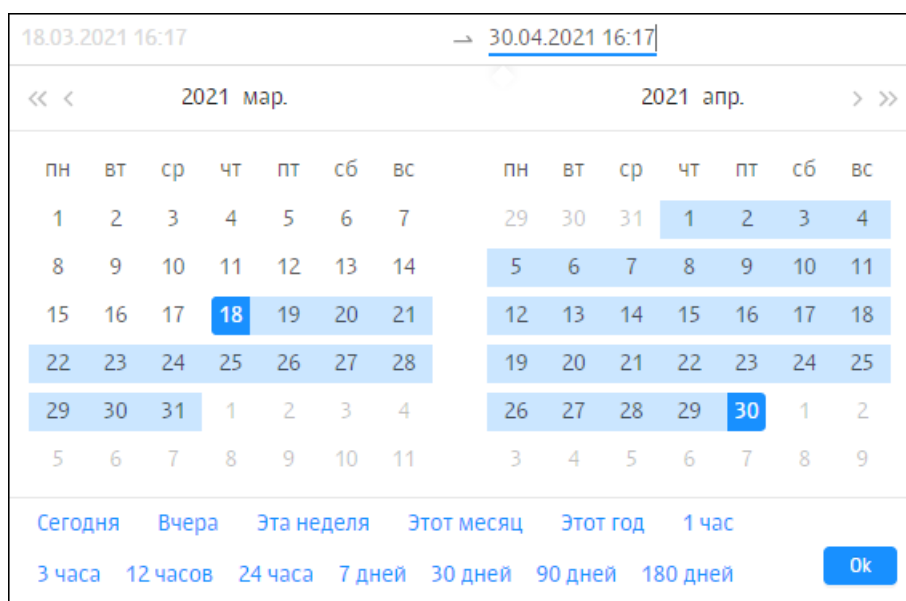 18.03.2021 16:17 → 30.04.2021 16:17
<< < 2021 мар. 2021 апр. > >>
пн вт ср чт пт сб вс пн вт ср чт пт сб вс
1 2 3 4 5 6 7 29 30 31 1 2 3 4
8 9 10 11 12 13 14 5 6 7 8 9 10 11
15 16 17 18 19 20 21 12 13 14 15 16 17 18
22 23 24 25 26 27 28 19 20 21 22 23 24 25
29 30 31 1 2 3 4 26 27 28 29 30 1 2
5 6 7 8 9 10 11 3 4 5 6 7 8 9
Сегодня Вчера Эта неделя Этот месяц Этот год 1 час
3 часа 12 часов 24 часа 7 дней 30 дней 90 дней 180 дней Ok